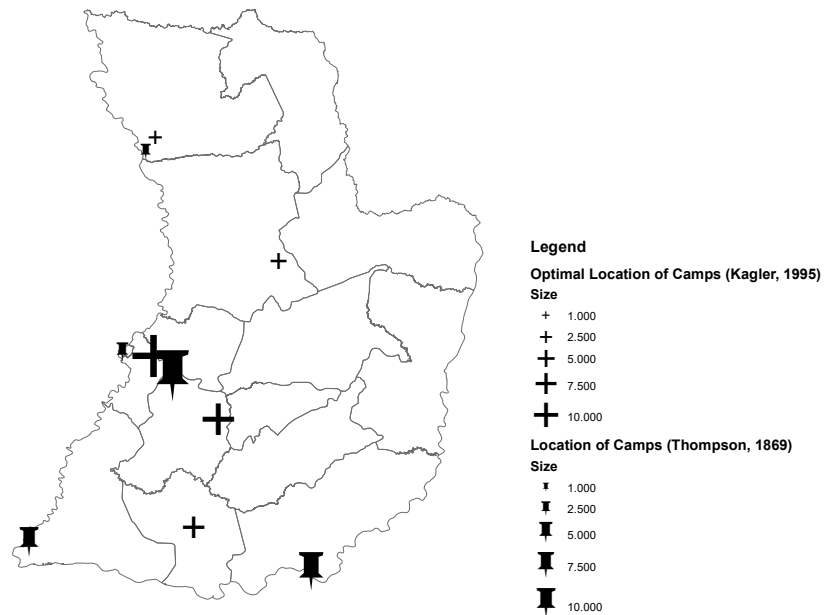 Legend
Optimal Location of Camps (Kagler, 1995)
Size
1.000
2.500
5.000
7.500
10.000
Location of Camps (Thompson, 1869)
Size
1.000
2.500
5.000
7.500
10.000